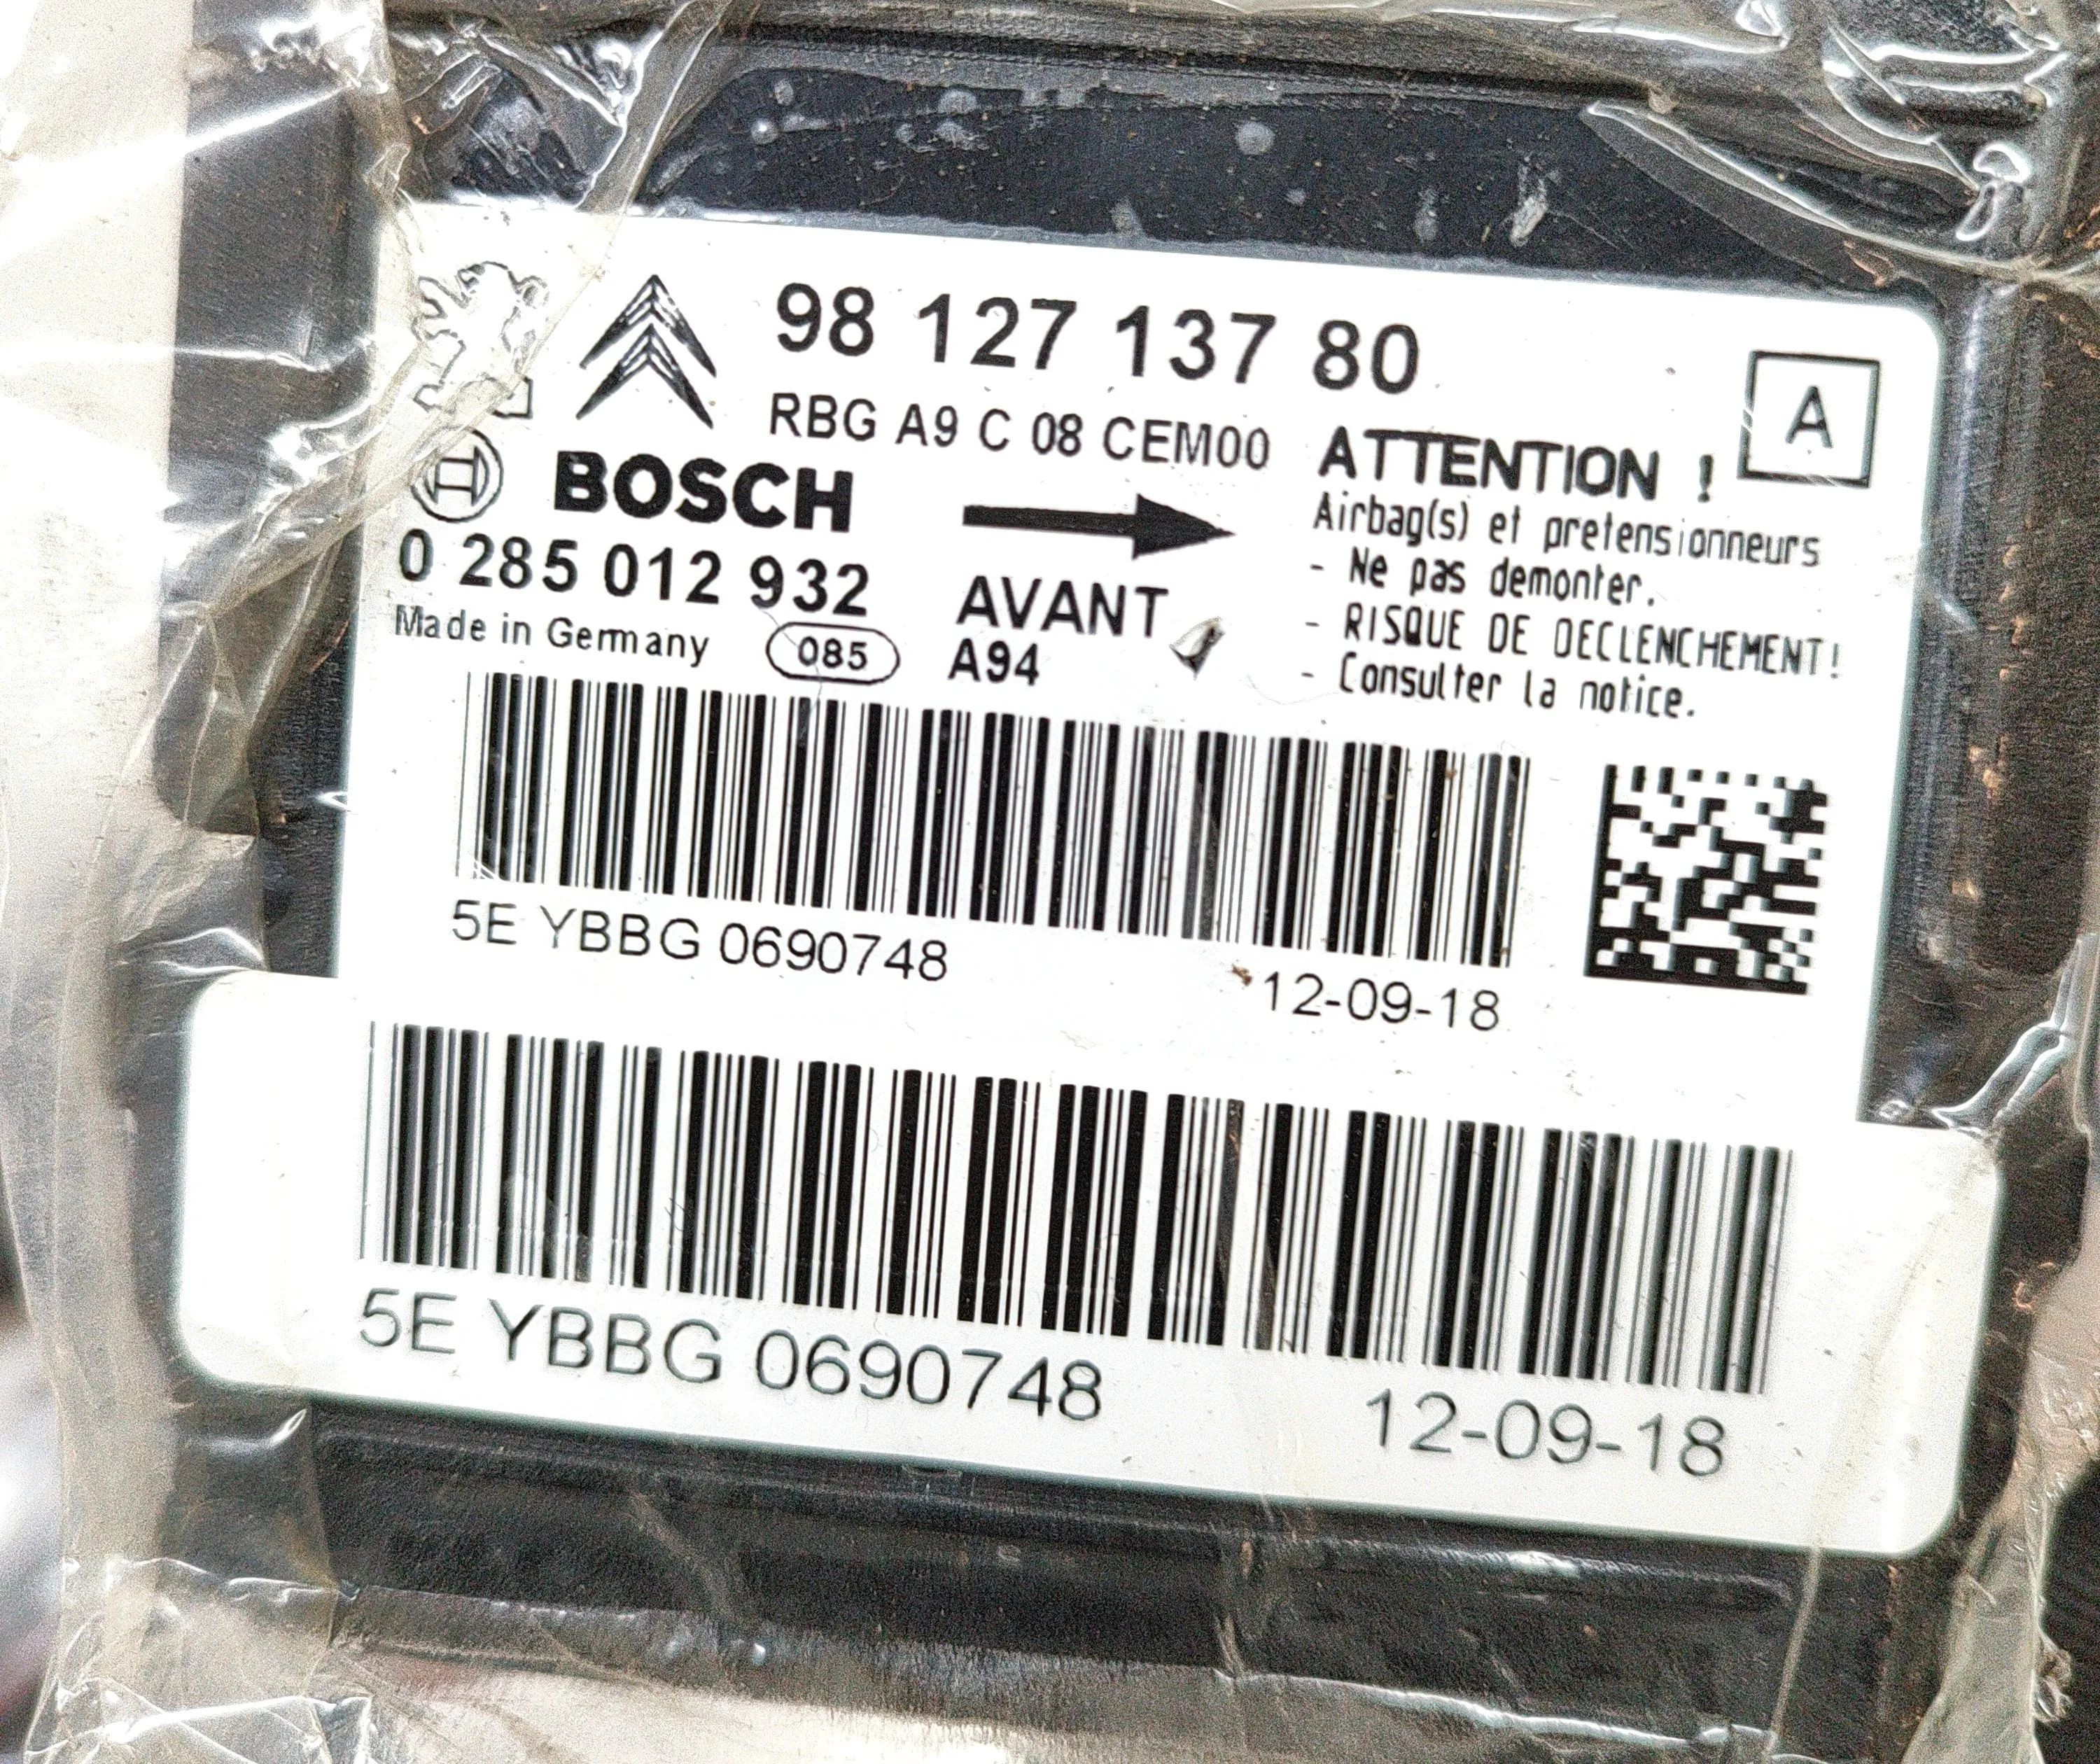 98 127 137 80
A
RBG A9 C 08 CEM00
BOSCH
0 285 012 932
Made in Germany
085
AVANT
A94
ATTENTION !
Airbag(s) et pretensionneurs
- Ne pas demonter.
- RISQUE DE DECLENCHEMENT!
- Consulter la notice.
5E YBBG 0690748
12-09-18
5E YBBG 0690748
12-09-18